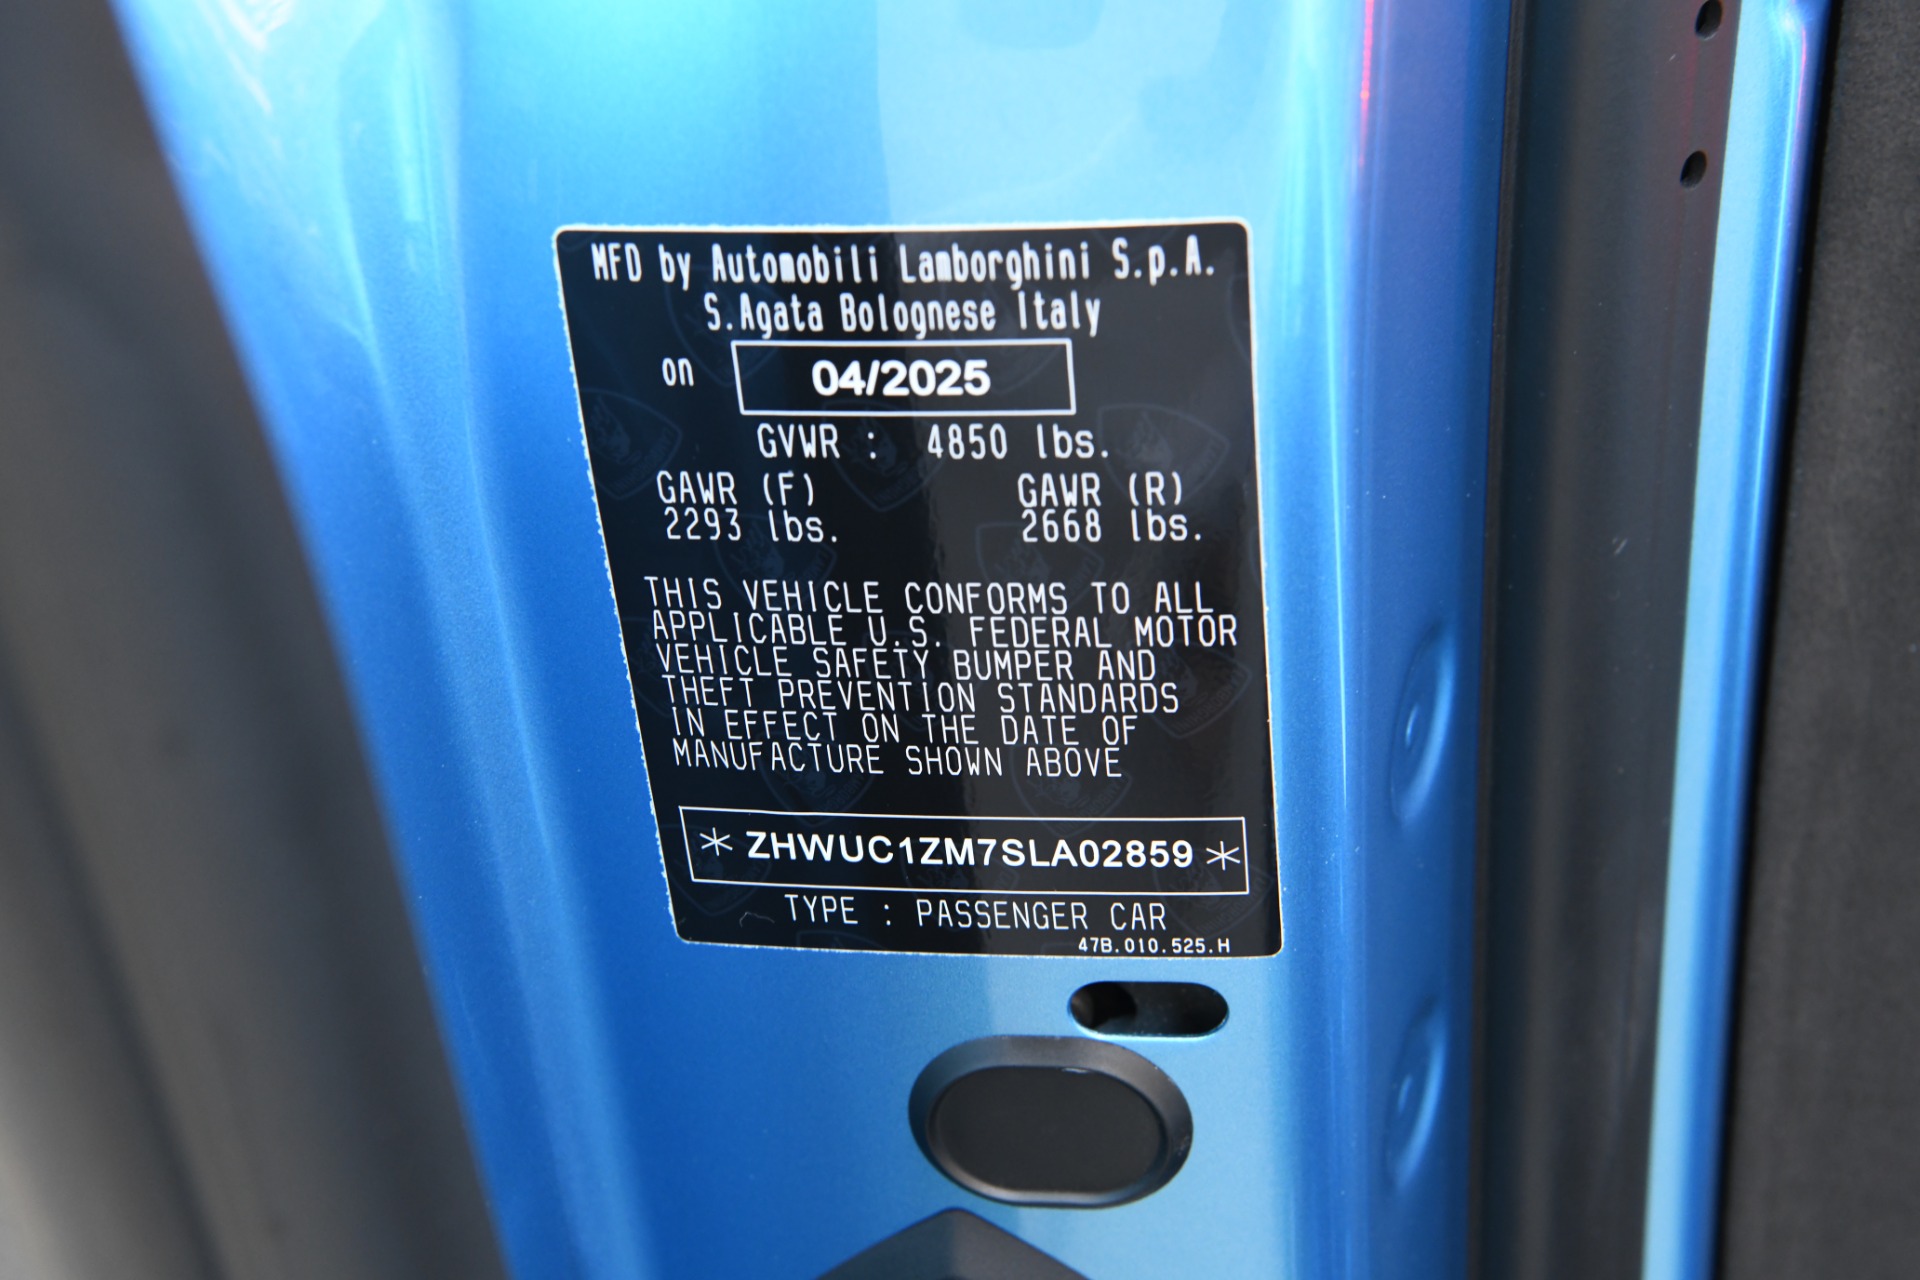 MFD by Automobili Lamborghini S.p.A.
S.Agata Bolognese Italy
on 04/2025
GVWR : 4850 lbs.
GAWR (F) GAWR (R)
2293 lbs. 2668 lbs.
THIS VEHICLE CONFORMS TO ALL
APPLICABLE U.S. FEDERAL MOTOR
VEHICLE SAFETY BUMPER AND
THEFT PREVENTION STANDARDS
IN EFFECT ON THE DATE OF
MANUFACTURE SHOWN ABOVE
* ZHWUC1ZM7SLA02859 *
TYPE : PASSENGER CAR
47B.010.525.H